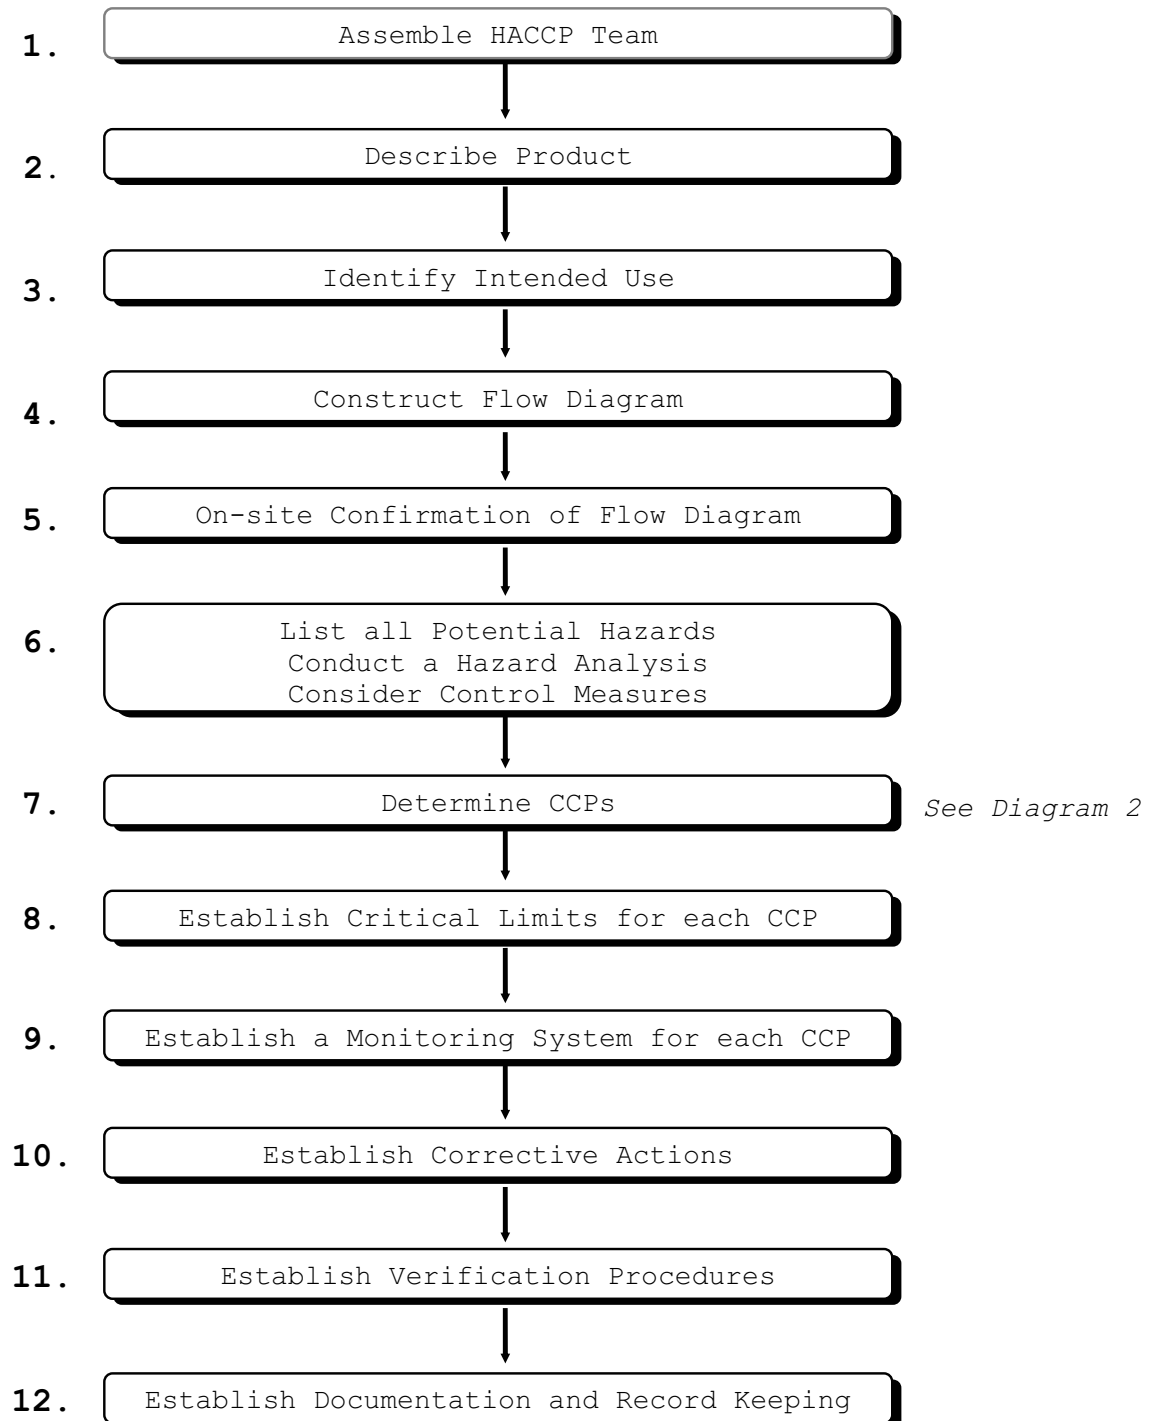 1. Assemble HACCP Team
2. Describe Product
3. Identify Intended Use
4. Construct Flow Diagram
5. On-site Confirmation of Flow Diagram
6. List all Potential Hazards
Conduct a Hazard Analysis
Consider Control Measures
7. Determine CCPs See Diagram 2
8. Establish Critical Limits for each CCP
9. Establish a Monitoring System for each CCP
10. Establish Corrective Actions
11. Establish Verification Procedures
12. Establish Documentation and Record Keeping